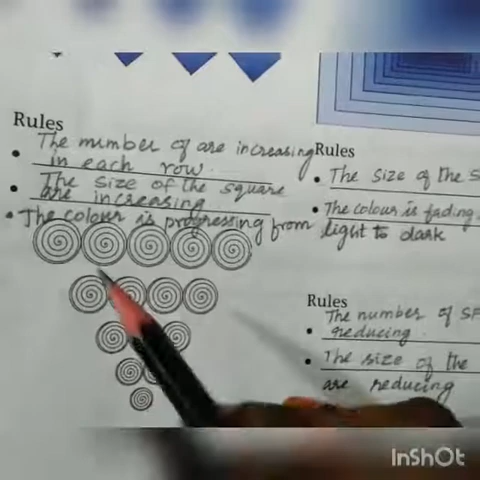 Rules
• The number of are increasing
in each row.
• The size of the square
are increasing
• The colour is progressing from light to dark
Rules
• The size of the
• The colour is fading
Rules
The number of
• reducing
• The size of the
are reducing
InShOt